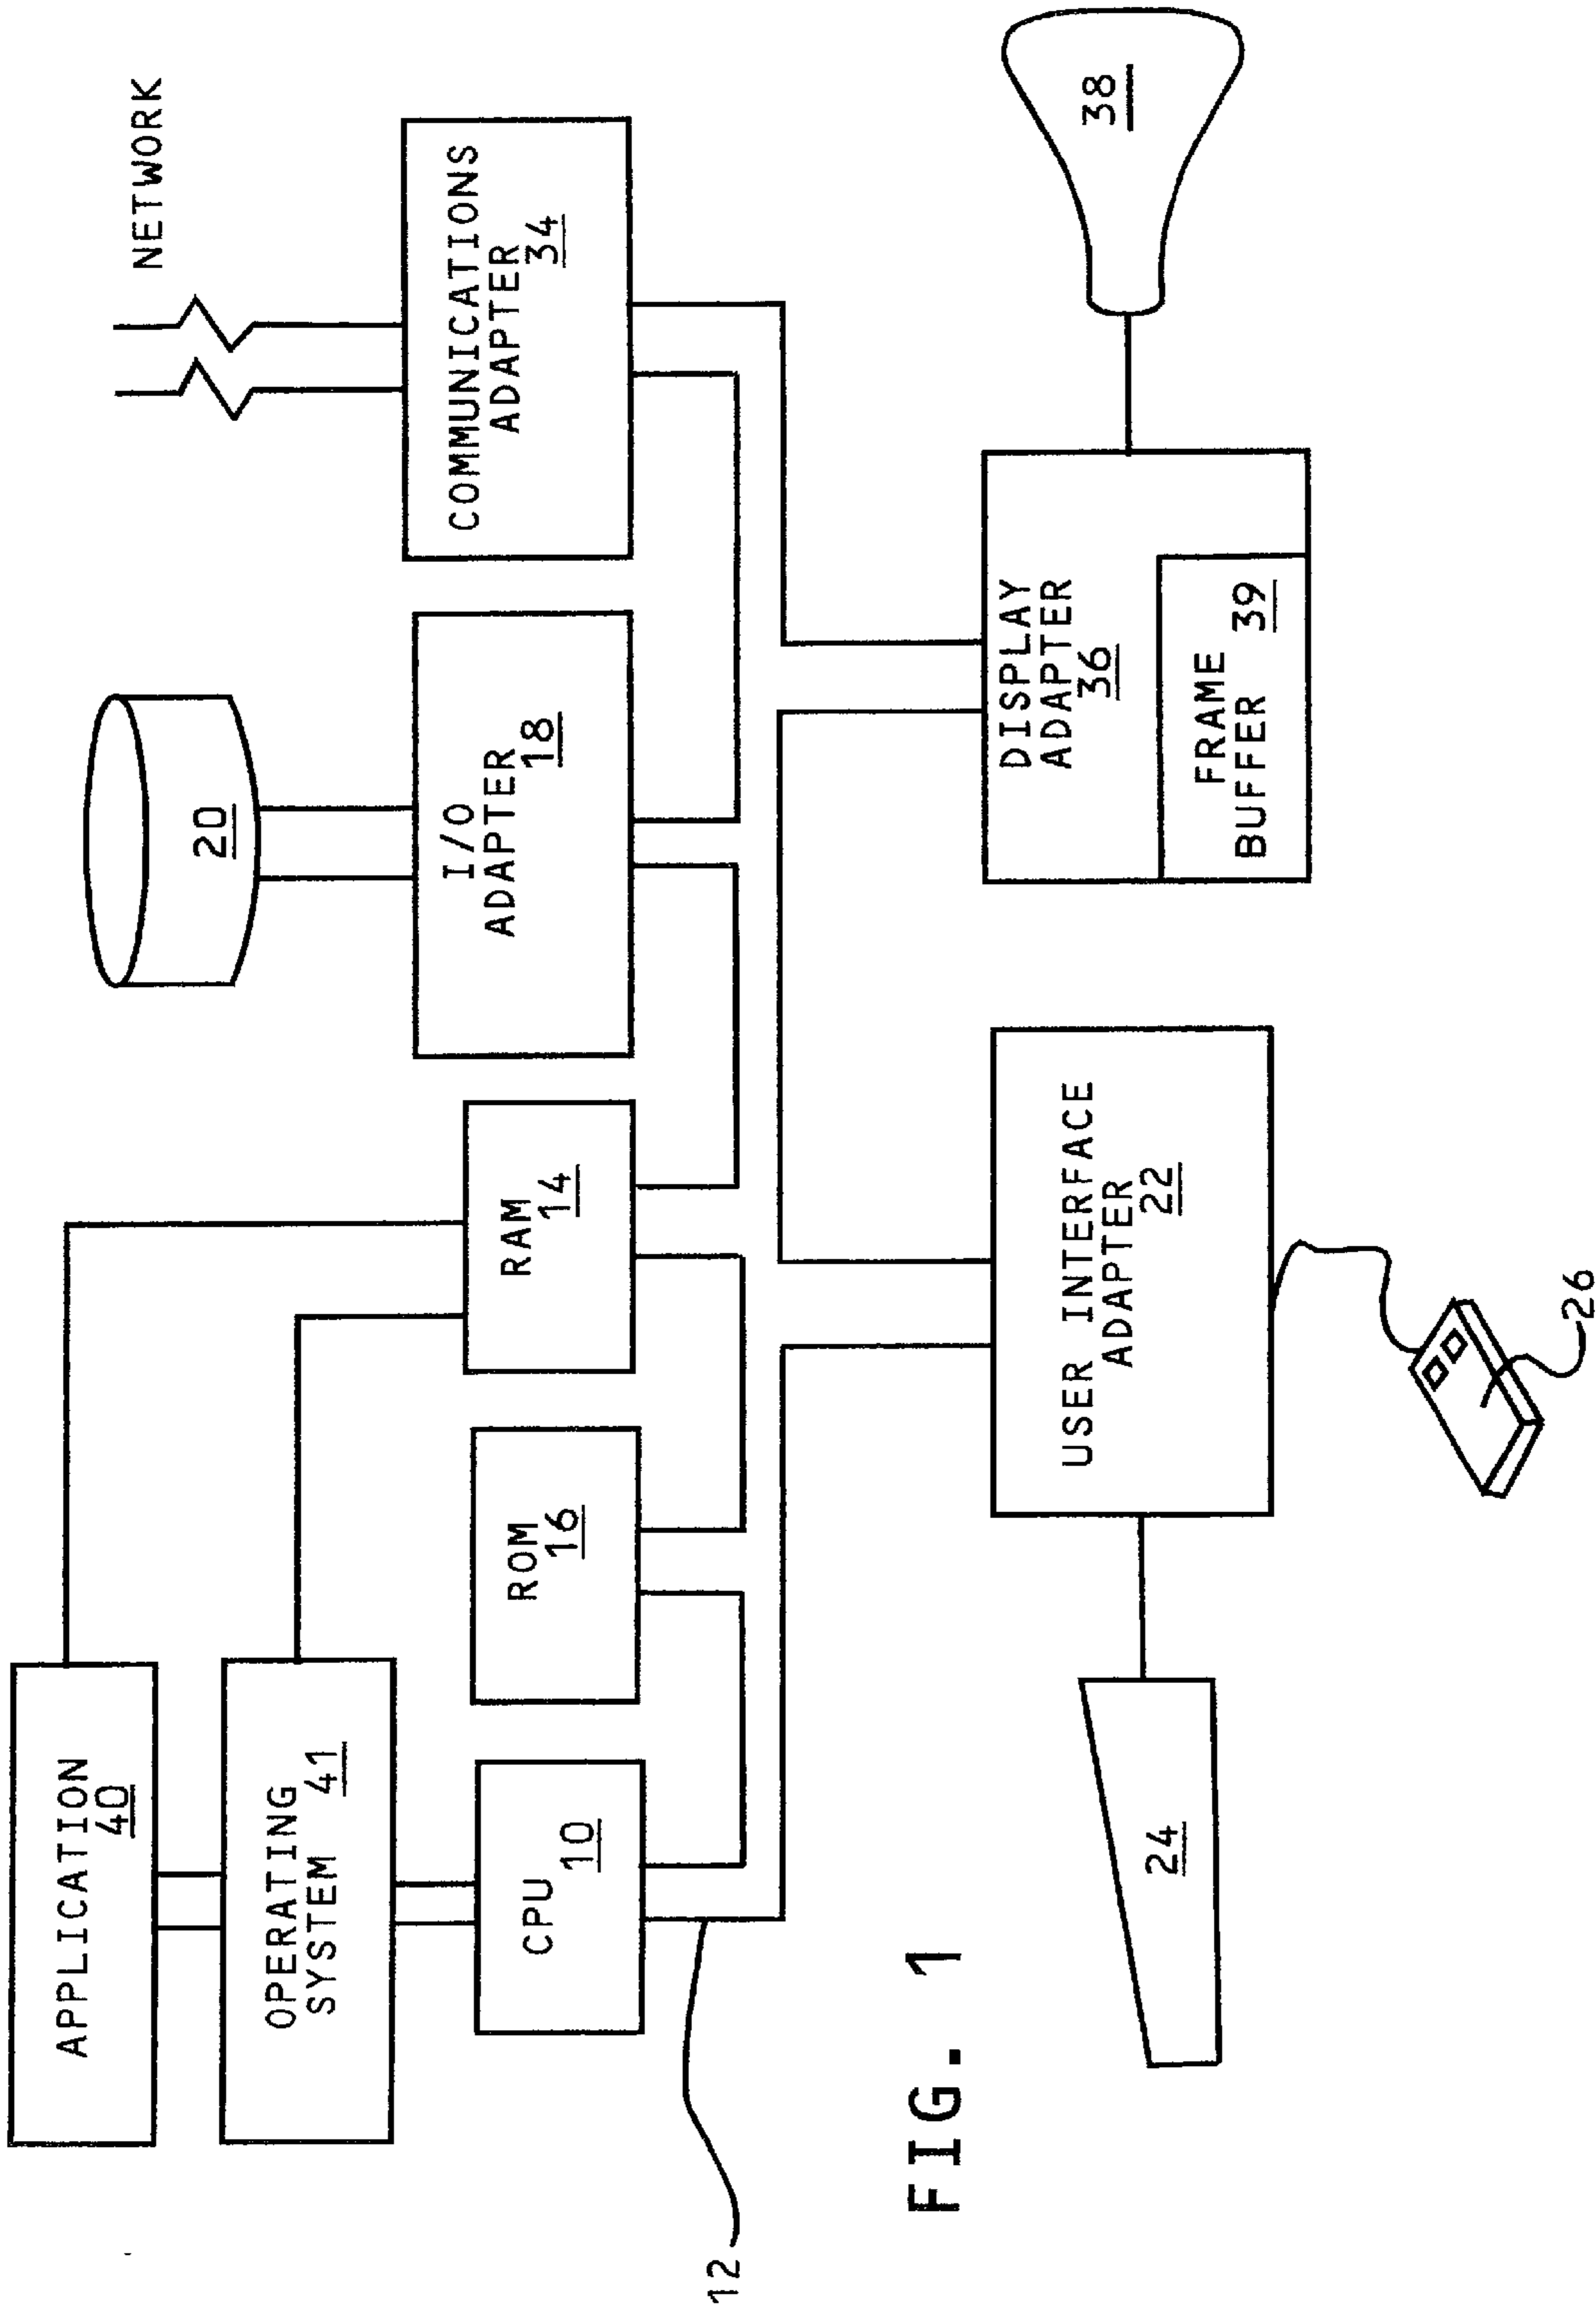 APPLICATION
40
OPERATING
SYSTEM 41
CPU 10
ROM
16
RAM
14
20
I/O
ADAPTER
18
NETWORK
COMMUNICATIONS
ADAPTER
34
12
FIG. 1
24
USER INTERFACE
ADAPTER
22
26
DISPLAY
ADAPTER
36
FRAME
BUFFER 39
38